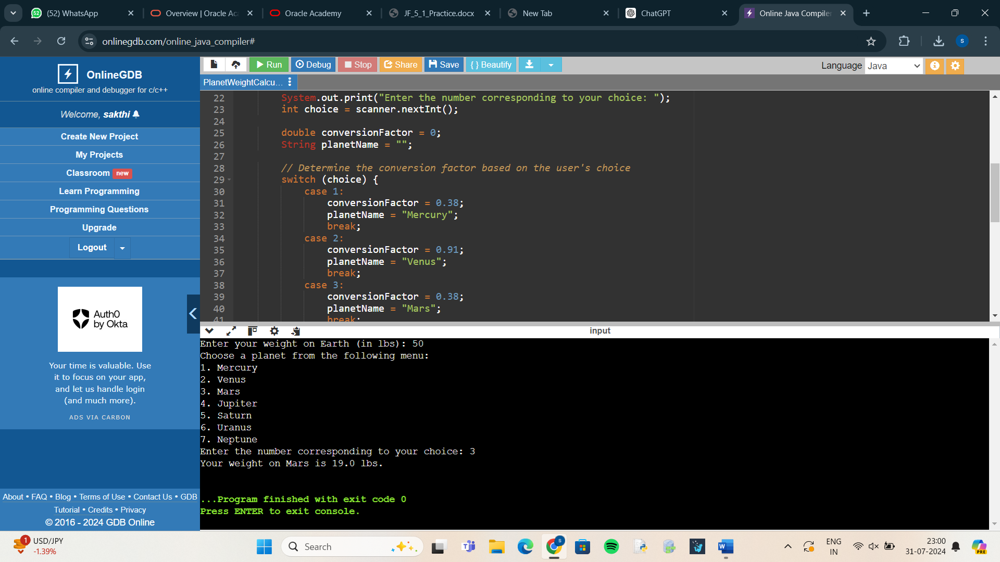 (52) WhatsApp
Overview | Oracle Aca
Oracle Academy
JF_5_1_Practice.docx
New Tab
ChatGPT
Online Java Compiler
onlinegdb.com/online_java_compiler#
S
OnlineGDB
online compiler and debugger for c/c++
Welcome, sakthi
Create New Project
My Projects
Classroom new
Learn Programming
Programming Questions
Upgrade
Logout
Auth0
by Okta
Your time is valuable. Use
it to focus on your app,
and let us handle login
(and much more).
ADS VIA CARBON
About • FAQ • Blog • Terms of Use • Contact Us • GDB
Tutorial • Credits • Privacy
© 2016 - 2024 GDB Online
Run Debug Stop Share Save { } Beautify
Language Java
PlanetWeightCalcu...
22 System.out.print("Enter the number corresponding to your choice: ");
23 int choice = scanner.nextInt();
24
25 double conversionFactor = 0;
26 String planetName = "";
27
28 // Determine the conversion factor based on the user's choice
29 switch (choice) {
30 case 1:
31 conversionFactor = 0.38;
32 planetName = "Mercury";
33 break;
34 case 2:
35 conversionFactor = 0.91;
36 planetName = "Venus";
37 break;
38 case 3:
39 conversionFactor = 0.38;
40 planetName = "Mars";
41 break;
input
Enter your weight on Earth (in lbs): 50
Choose a planet from the following menu:
1. Mercury
2. Venus
3. Mars
4. Jupiter
5. Saturn
6. Uranus
7. Neptune
Enter the number corresponding to your choice: 3
Your weight on Mars is 19.0 lbs.
...Program finished with exit code 0
Press ENTER to exit console.
1
USD/JPY
-1.39%
Search
ENG
IN
23:00
31-07-2024
PRE